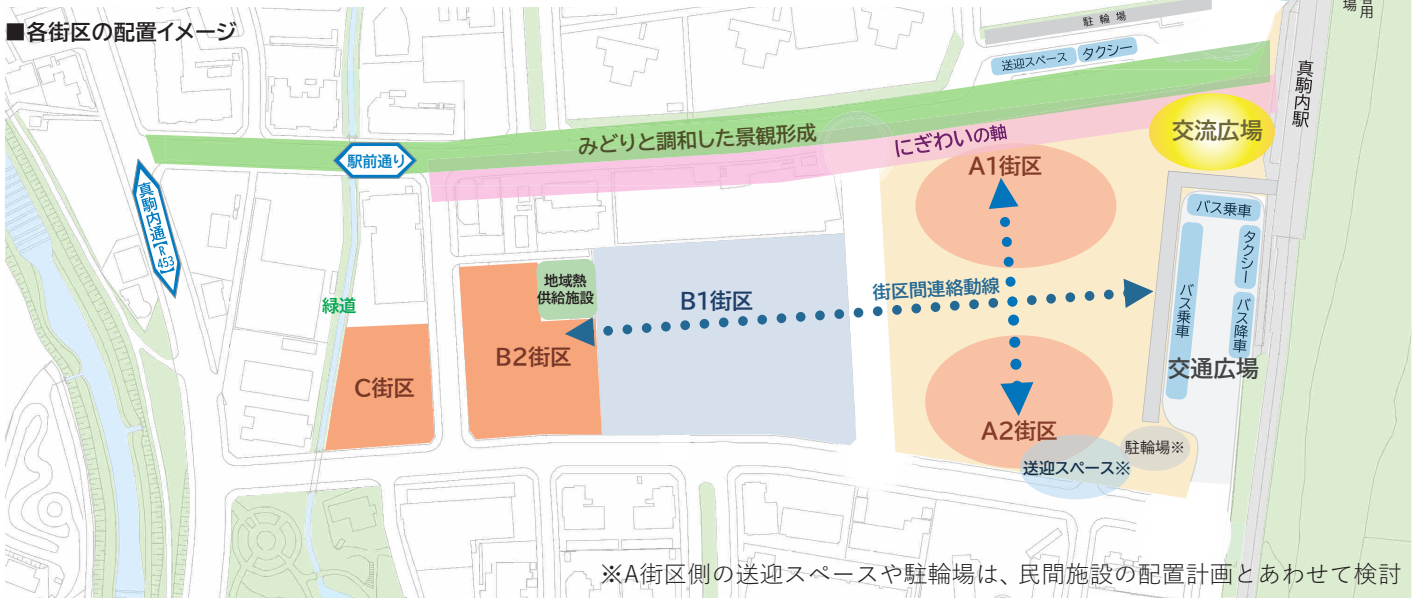 ■各街区の配置イメージ
場
用
駐輪場
送迎スペース
タクシー
真駒内駅
みどりと調和した景観形成
にぎわいの軸
交流広場
駅前通り
A1街区
真駒内通【R453】
バス乗車
タクシー
地域熱
供給施設
B1街区
街区間連絡動線
バス乗車
バス降車
緑道
B2街区
交通広場
C街区
A2街区
駐輪場※
送迎スペース※
※A街区側の送迎スペースや駐輪場は、民間施設の配置計画とあわせて検討